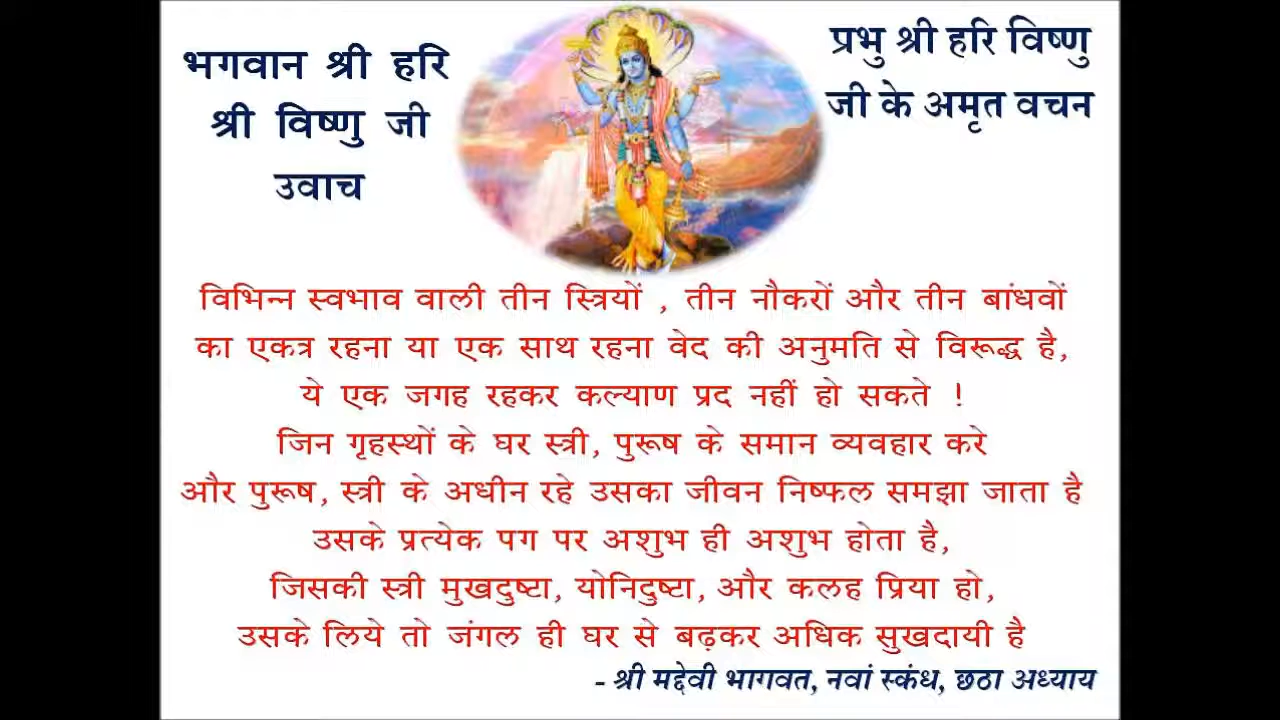 भगवान श्री हरि
श्री विष्णु जी
उवाच
प्रभु श्री हरि विष्णु
जी के अमृत वचन
विभिन्न स्वभाव वाली तीन स्त्रियों , तीन नौकरों और तीन बांधवों
का एकत्र रहना या एक साथ रहना वेद की अनुमति से विरूद्ध है,
ये एक जगह रहकर कल्याण प्रद नहीं हो सकते !
जिन गृहस्थों के घर स्त्री, पुरूष के समान व्यवहार करे
और पुरूष, स्त्री के अधीन रहे उसका जीवन निष्फल समझा जाता है
उसके प्रत्येक पग पर अशुभ ही अशुभ होता है,
जिसकी स्त्री मुखदुष्टा, योनिदुष्टा, और कलह प्रिया हो,
उसके लिये तो जंगल ही घर से बढ़कर अधिक सुखदायी है
- श्री मद्देवी भागवत, नवां स्कंध, छठा अध्याय